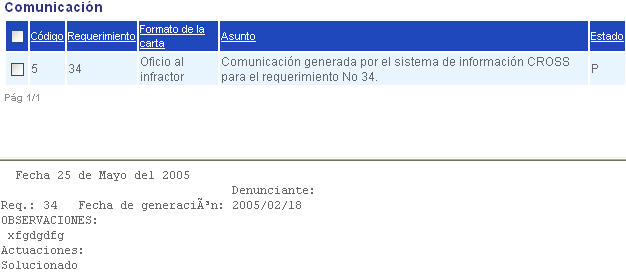 Comunicación
Código Requerimiento Formato de la carta Asunto Estado
5 34 Oficio al infractor Comunicación generada por el sistema de información CROSS para el requerimiento No 34. P
Pág 1/1
Fecha 25 de Mayo del 2005
Denunciante:
Req.: 34 Fecha de generaciÃ³n: 2005/02/18
OBSERVACIONES:
xfgdgdfg
Actuaciones:
Solucionado